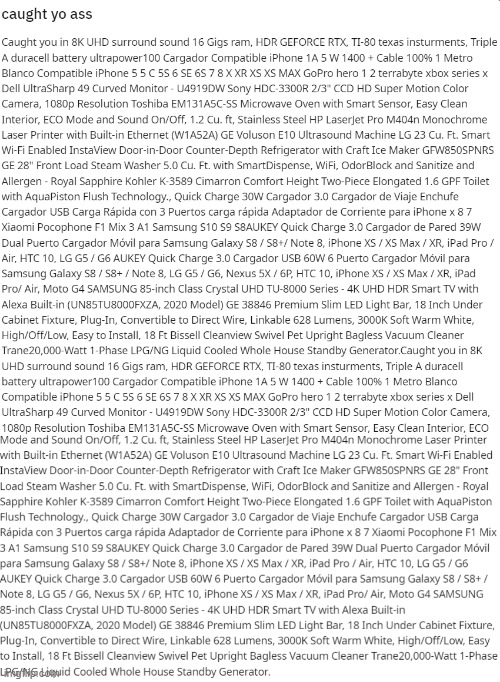 caught yo ass
Caught you in 8K UHD surround sound 16 Gigs ram, HDR GEFORCE RTX, TI-80 texas insturments, Triple
A duracell battery ultrapower100 Cargador Compatible iPhone 1A 5 W 1400 + Cable 100% 1 Metro
Blanco Compatible iPhone 5 5 C 5S 6 SE 6S 7 8 X XR XS XS MAX GoPro hero 1 2 terrabyte xbox series x
Dell UltraSharp 49 Curved Monitor - U4919DW Sony HDC-3300R 2/3" CCD HD Super Motion Color
Camera, 1080p Resolution Toshiba EM131A5C-SS Microwave Oven with Smart Sensor, Easy Clean
Interior, ECO Mode and Sound On/Off, 1.2 Cu. ft, Stainless Steel HP LaserJet Pro M404n Monochrome
Laser Printer with Built-in Ethernet (W1A52A) GE Voluson E10 Ultrasound Machine LG 23 Cu. Ft. Smart
Wi-Fi Enabled InstaView Door-in-Door Counter-Depth Refrigerator with Craft Ice Maker GFW850SPNRS
GE 28" Front Load Steam Washer 5.0 Cu. Ft. with SmartDispense, WiFi, OdorBlock and Sanitize and
Allergen - Royal Sapphire Kohler K-3589 Cimarron Comfort Height Two-Piece Elongated 1.6 GPF Toilet
with AquaPiston Flush Technology., Quick Charge 30W Cargador 3.0 Cargador de Viaje Enchufe
Cargador USB Carga Rápida con 3 Puertos carga rápida Adaptador de Corriente para iPhone x 8 7
Xiaomi Pocophone F1 Mix 3 A1 Samsung S10 S9 S8AUKEY Quick Charge 3.0 Cargador de Pared 39W
Dual Puerto Cargador Móvil para Samsung Galaxy S8 / S8+/ Note 8, iPhone XS / XS Max / XR, iPad Pro /
Air, HTC 10, LG G5 / G6 AUKEY Quick Charge 3.0 Cargador USB 60W 6 Puerto Cargador Móvil para
Samsung Galaxy S8 / S8+ / Note 8, LG G5 / G6, Nexus 5X / 6P, HTC 10, iPhone XS / XS Max / XR, iPad
Pro/ Air, Moto G4 SAMSUNG 85-inch Class Crystal UHD TU-8000 Series - 4K UHD HDR Smart TV with
Alexa Built-in (UN85TU8000FXZA, 2020 Model) GE 38846 Premium Slim LED Light Bar, 18 Inch Under
Cabinet Fixture, Plug-In, Convertible to Direct Wire, Linkable 628 Lumens, 3000K Soft Warm White,
High/Off/Low, Easy to Install, 18 Ft Bissell Cleanview Swivel Pet Upright Bagless Vacuum Cleaner
Trane20,000-Watt 1-Phase LPG/NG Liquid Cooled Whole House Standby Generator.Caught you in 8K
UHD surround sound 16 Gigs ram, HDR GEFORCE RTX, TI-80 texas insturments, Triple A duracell
battery ultrapower100 Cargador Compatible iPhone 1A 5 W 1400 + Cable 100% 1 Metro Blanco
Compatible iPhone 5 5 C 5S 6 SE 6S 7 8 X XR XS XS MAX GoPro hero 1 2 terrabyte xbox series x Dell
UltraSharp 49 Curved Monitor - U4919DW Sony HDC-3300R 2/3" CCD HD Super Motion Color Camera,
1080p Resolution Toshiba EM131A5C-SS Microwave Oven with Smart Sensor, Easy Clean Interior, ECO
Mode and Sound On/Off, 1.2 Cu. ft, Stainless Steel HP LaserJet Pro M404n Monochrome Laser Printer
with Built-in Ethernet (W1A52A) GE Voluson E10 Ultrasound Machine LG 23 Cu. Ft. Smart Wi-Fi Enabled
InstaView Door-in-Door Counter-Depth Refrigerator with Craft Ice Maker GFW850SPNRS GE 28" Front
Load Steam Washer 5.0 Cu. Ft. with SmartDispense, WiFi, OdorBlock and Sanitize and Allergen - Royal
Sapphire Kohler K-3589 Cimarron Comfort Height Two-Piece Elongated 1.6 GPF Toilet with AquaPiston
Flush Technology., Quick Charge 30W Cargador 3.0 Cargador de Viaje Enchufe Cargador USB Carga
Rápida con 3 Puertos carga rápida Adaptador de Corriente para iPhone x 8 7 Xiaomi Pocophone F1 Mix
3 A1 Samsung S10 S9 S8AUKEY Quick Charge 3.0 Cargador de Pared 39W Dual Puerto Cargador Móvil
para Samsung Galaxy S8 / S8+/ Note 8, iPhone XS / XS Max / XR, iPad Pro / Air, HTC 10, LG G5 / G6
AUKEY Quick Charge 3.0 Cargador USB 60W 6 Puerto Cargador Móvil para Samsung Galaxy S8 / S8+ /
Note 8, LG G5 / G6, Nexus 5X / 6P, HTC 10, iPhone XS / XS Max / XR, iPad Pro/ Air, Moto G4 SAMSUNG
85-inch Class Crystal UHD TU-8000 Series - 4K UHD HDR Smart TV with Alexa Built-in
(UN85TU8000FXZA, 2020 Model) GE 38846 Premium Slim LED Light Bar, 18 Inch Under Cabinet Fixture,
Plug-In, Convertible to Direct Wire, Linkable 628 Lumens, 3000K Soft Warm White, High/Off/Low, Easy
to Install, 18 Ft Bissell Cleanview Swivel Pet Upright Bagless Vacuum Cleaner Trane20,000-Watt 1-Phase
LPG/NG Liquid Cooled Whole House Standby Generator.
imgflip.com